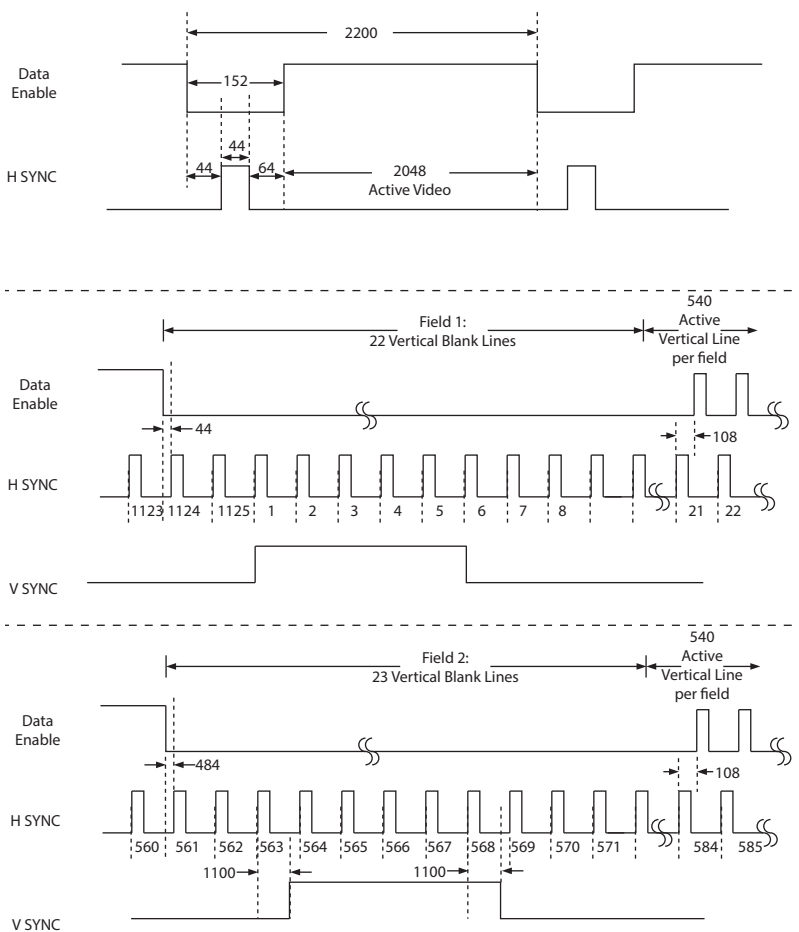 2200
Data
Enable
152
44
44
64
2048
Active Video
H SYNC
540
Active
Vertical Line
per field
Field 1:
22 Vertical Blank Lines
Data
Enable
44
108
H SYNC
1123 1124 1125 1 2 3 4 5 6 7 8 21 22
V SYNC
540
Active
Vertical Line
per field
Field 2:
23 Vertical Blank Lines
Data
Enable
484
108
H SYNC
560 561 562 563 564 565 566 567 568 569 570 571 584 585
1100 1100
V SYNC